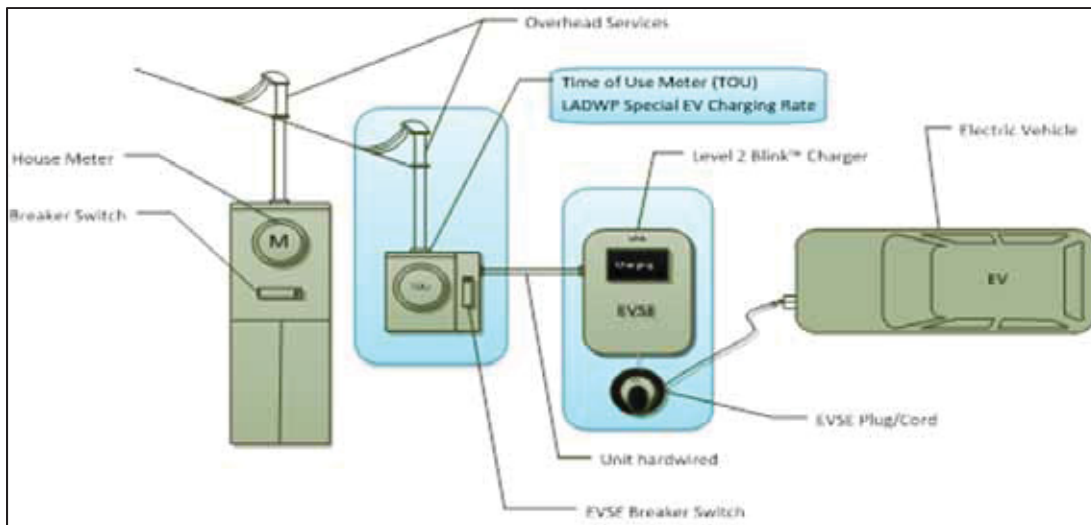 Overhead Services
Time of Use Meter (TOU)
LADWP Special EV Charging Rate
Electric Vehicle
House Meter
Level 2 Blink™ Charger
Breaker Switch
M
TOU
Charging
EVSE
EV
EVSE Plug/Cord
Unit hardwired
EVSE Breaker Switch